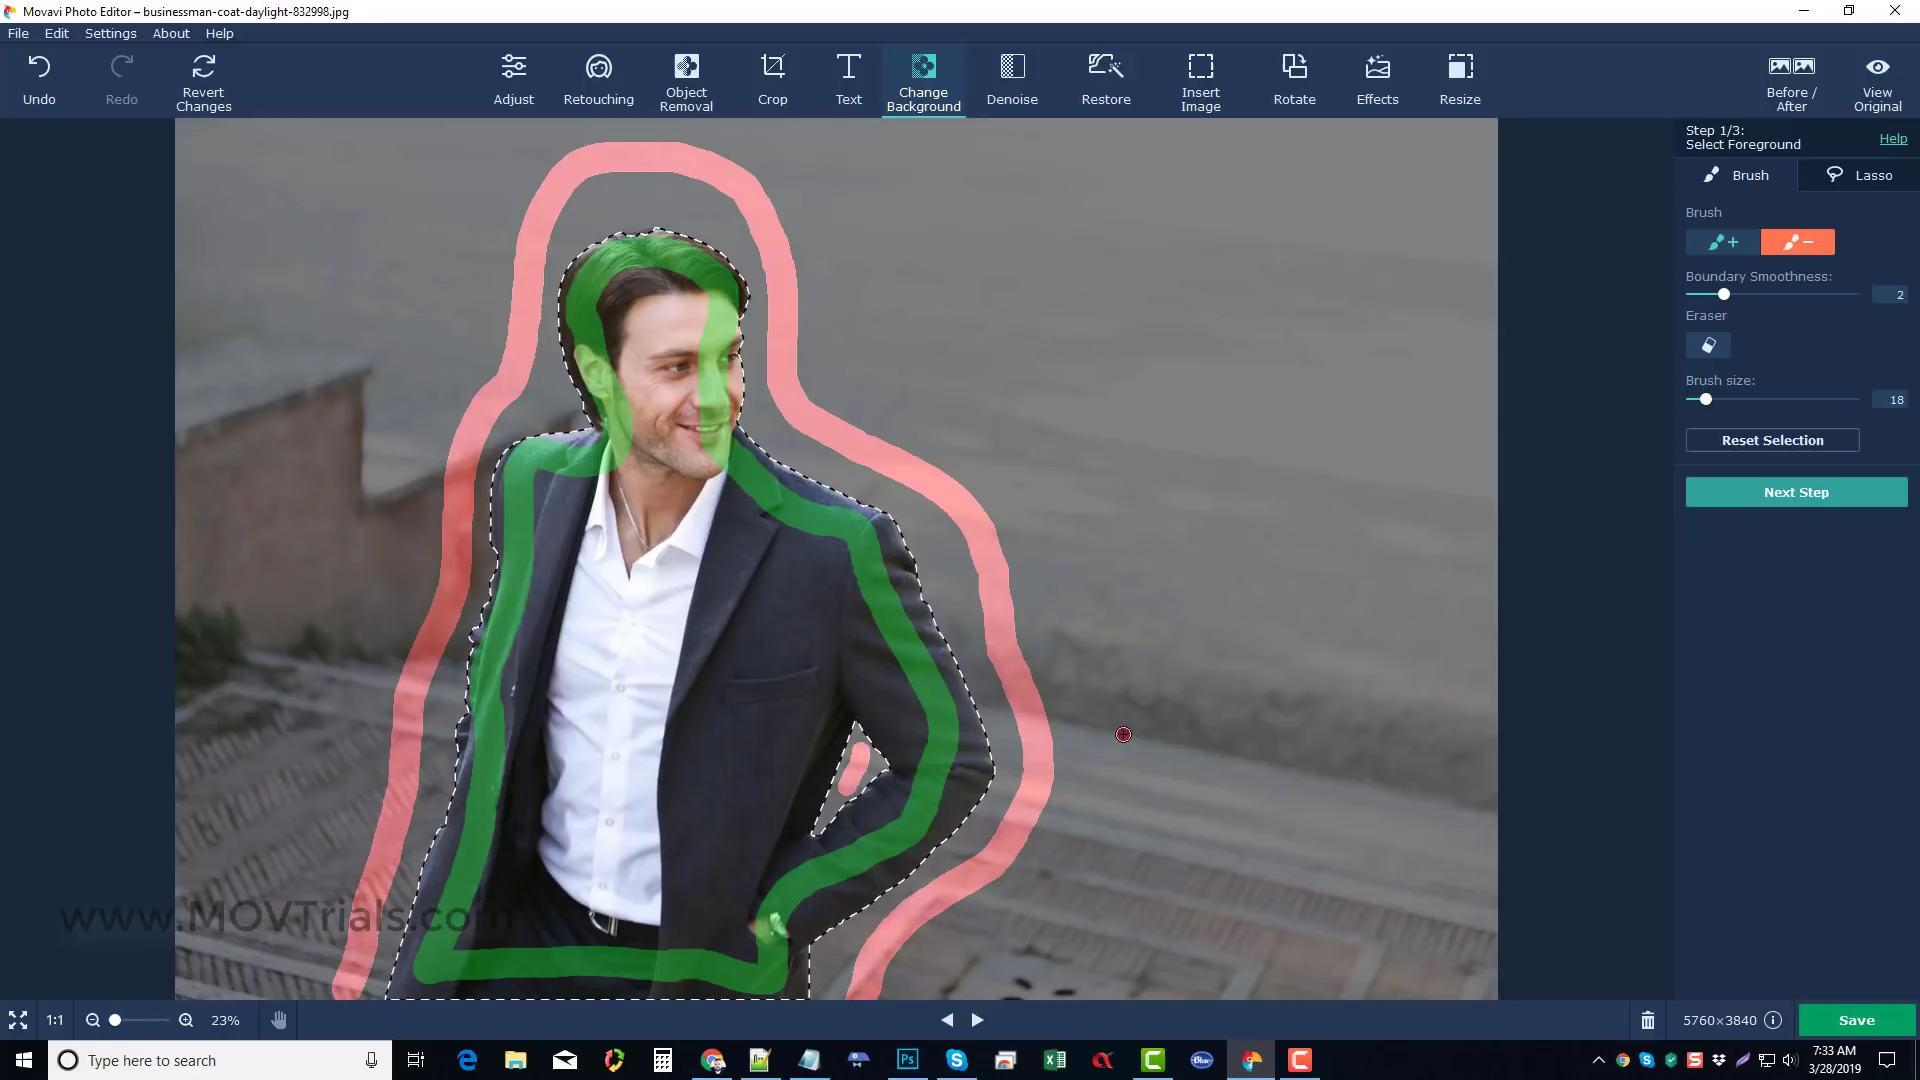 Movavi Photo Editor – businessman-coat-daylight-832998.jpg
File Edit Settings About Help
Undo
Redo
Revert
Changes
Adjust
Retouching
Object
Removal
Crop
Text
Change
Background
Denoise
Restore
Insert
Image
Rotate
Effects
Resize
Before /
After
View
Original
Step 1/3:
Select Foreground
Help
Brush
Lasso
Brush
Boundary Smoothness:
2
Eraser
Brush size:
18
Reset Selection
Next Step
www.MOVTrials.com
1:1
23%
5760×3840
Save
Type here to search
Ps
7:33 AM
3/28/2019